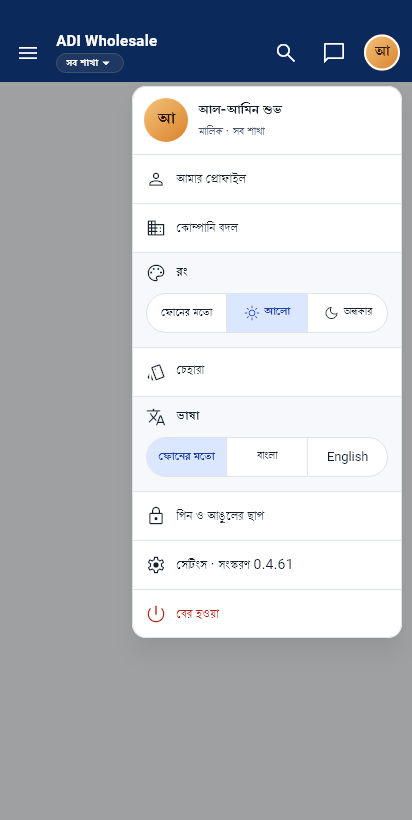 ADI Wholesale
সব শাখা
আ
আ
আল-আমিন শুভ
মালিক · সব শাখা
আমার প্রোফাইল
কোম্পানি বদল
রং
ফোনের মতো
আলো
অন্ধকার
চেহারা
ভাষা
ফোনের মতো
বাংলা
English
পিন ও আঙুলের ছাপ
সেটিংস · সংস্করণ 0.4.61
বের হওয়া